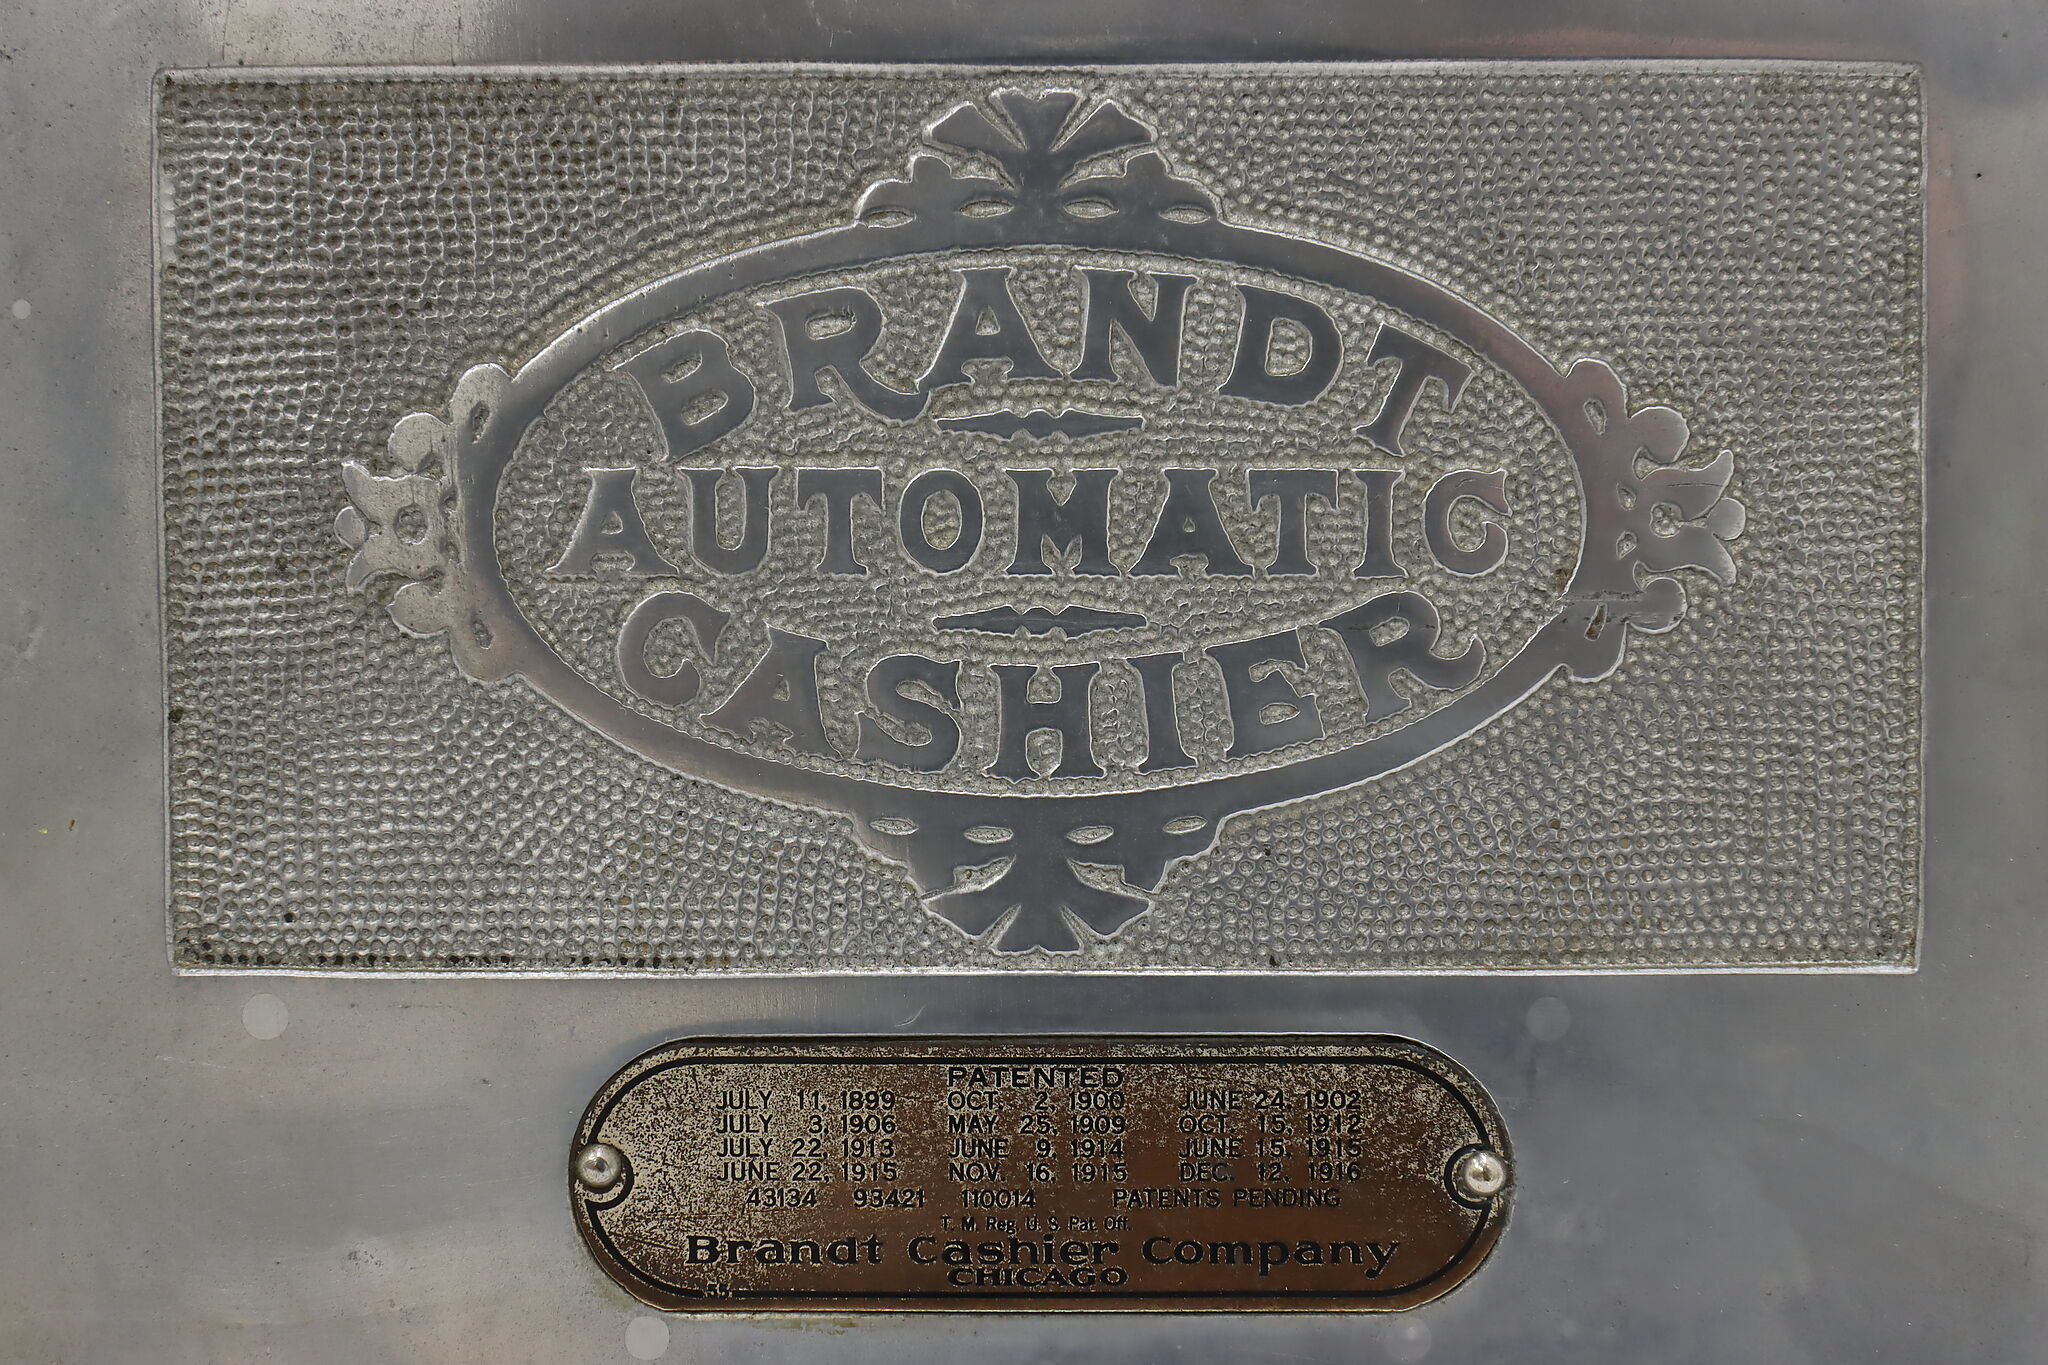 BRANDT
AUTOMATIC
CASHIER
PATENTED
JULY 11, 1899 OCT. 2, 1900 JUNE 24, 1902
JULY 3, 1906 MAY 25, 1909 OCT. 15, 1912
JULY 22, 1913 JUNE 9, 1914 JUNE 15, 1915
JUNE 22, 1915 NOV. 16, 1915 DEC. 12, 1916
43134 93421 110014 PATENTS PENDING
T. M. Reg. U. S. Pat. Off.
Brandt Cashier Company
CHICAGO